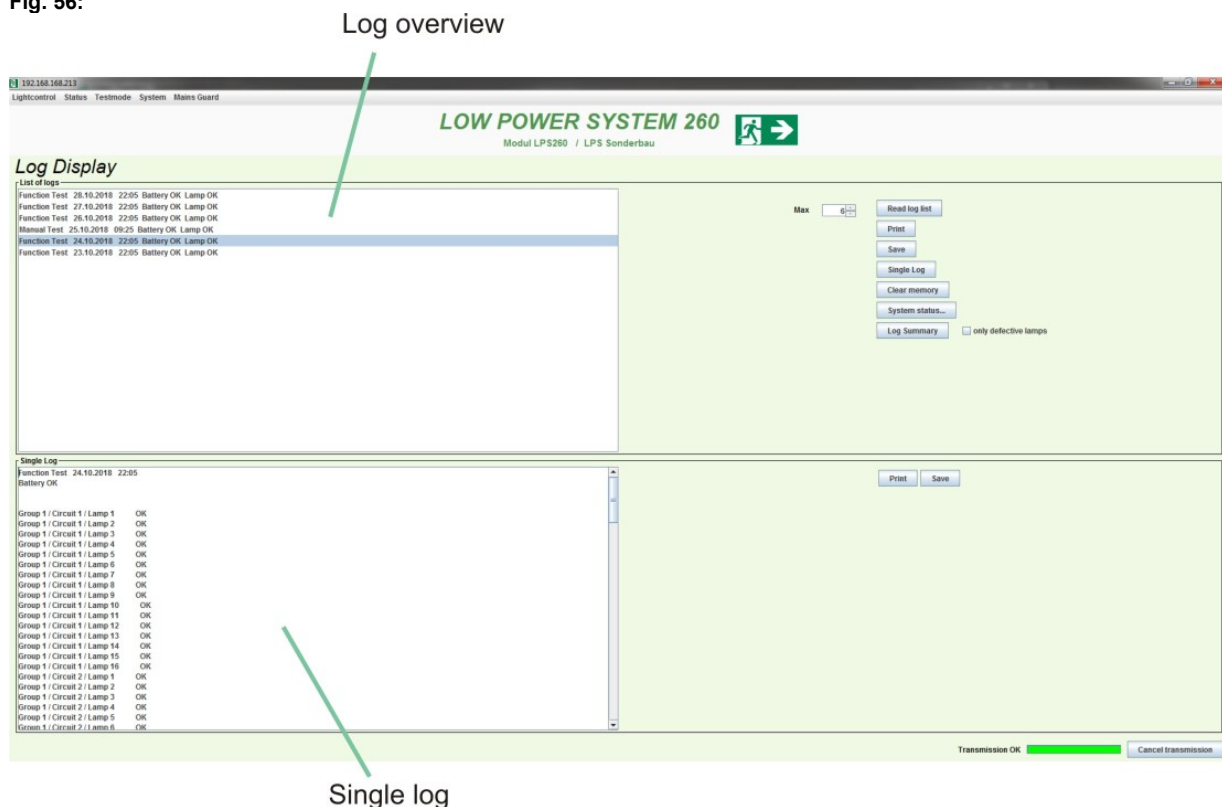 Fig. 56:
Log overview
192.168.168.213
Lightcontrol Status Testmode System Mains Guard
LOW POWER SYSTEM 260
Modul LPS260 / LPS Sonderbau
Log Display
List of logs
Function Test 28.10.2018 22:05 Battery OK Lamp OK
Function Test 27.10.2018 22:05 Battery OK Lamp OK
Function Test 26.10.2018 22:05 Battery OK Lamp OK
Manual Test 25.10.2018 09:25 Battery OK Lamp OK
Function Test 24.10.2018 22:05 Battery OK Lamp OK
Function Test 23.10.2018 22:05 Battery OK Lamp OK
Max 6 Read log list
Print
Save
Single Log
Clear memory
System status...
Log Summary only defective lamps
Single Log
Function Test 24.10.2018 22:05
Battery OK
Print Save
Group 1 / Circuit 1 / Lamp 1 OK
Group 1 / Circuit 1 / Lamp 2 OK
Group 1 / Circuit 1 / Lamp 3 OK
Group 1 / Circuit 1 / Lamp 4 OK
Group 1 / Circuit 1 / Lamp 5 OK
Group 1 / Circuit 1 / Lamp 6 OK
Group 1 / Circuit 1 / Lamp 7 OK
Group 1 / Circuit 1 / Lamp 8 OK
Group 1 / Circuit 1 / Lamp 9 OK
Group 1 / Circuit 1 / Lamp 10 OK
Group 1 / Circuit 1 / Lamp 11 OK
Group 1 / Circuit 1 / Lamp 12 OK
Group 1 / Circuit 1 / Lamp 13 OK
Group 1 / Circuit 1 / Lamp 14 OK
Group 1 / Circuit 1 / Lamp 15 OK
Group 1 / Circuit 1 / Lamp 16 OK
Group 1 / Circuit 2 / Lamp 1 OK
Group 1 / Circuit 2 / Lamp 2 OK
Group 1 / Circuit 2 / Lamp 3 OK
Group 1 / Circuit 2 / Lamp 4 OK
Group 1 / Circuit 2 / Lamp 5 OK
Group 1 / Circuit 2 / Lamp 6 OK
Transmission OK Cancel transmission
Single log